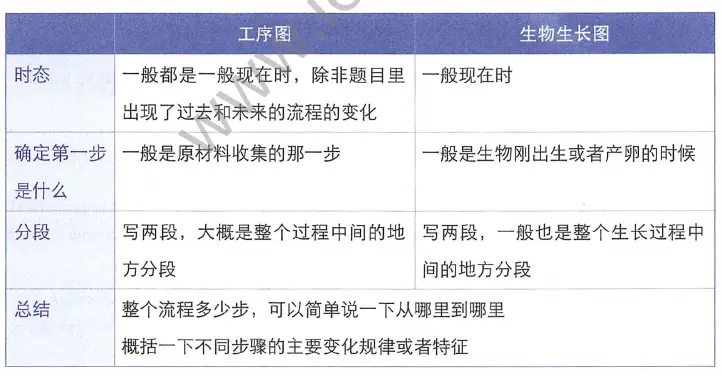 工序图 生物生长图
时态 一般都是一般现在时，除非题目里 一般现在时
出现了过去和未来的流程的变化
确定第一步 一般是原材料收集的那一步 一般是生物刚出生或者产卵的时候
是什么
分段 写两段，大概是整个过程中间的地 写两段，一般也是整个生长过程中
方分段 间的地方分段
总结 整个流程多少步，可以简单说一下从哪里到哪里
概括一下不同步骤的主要变化规律或者特征